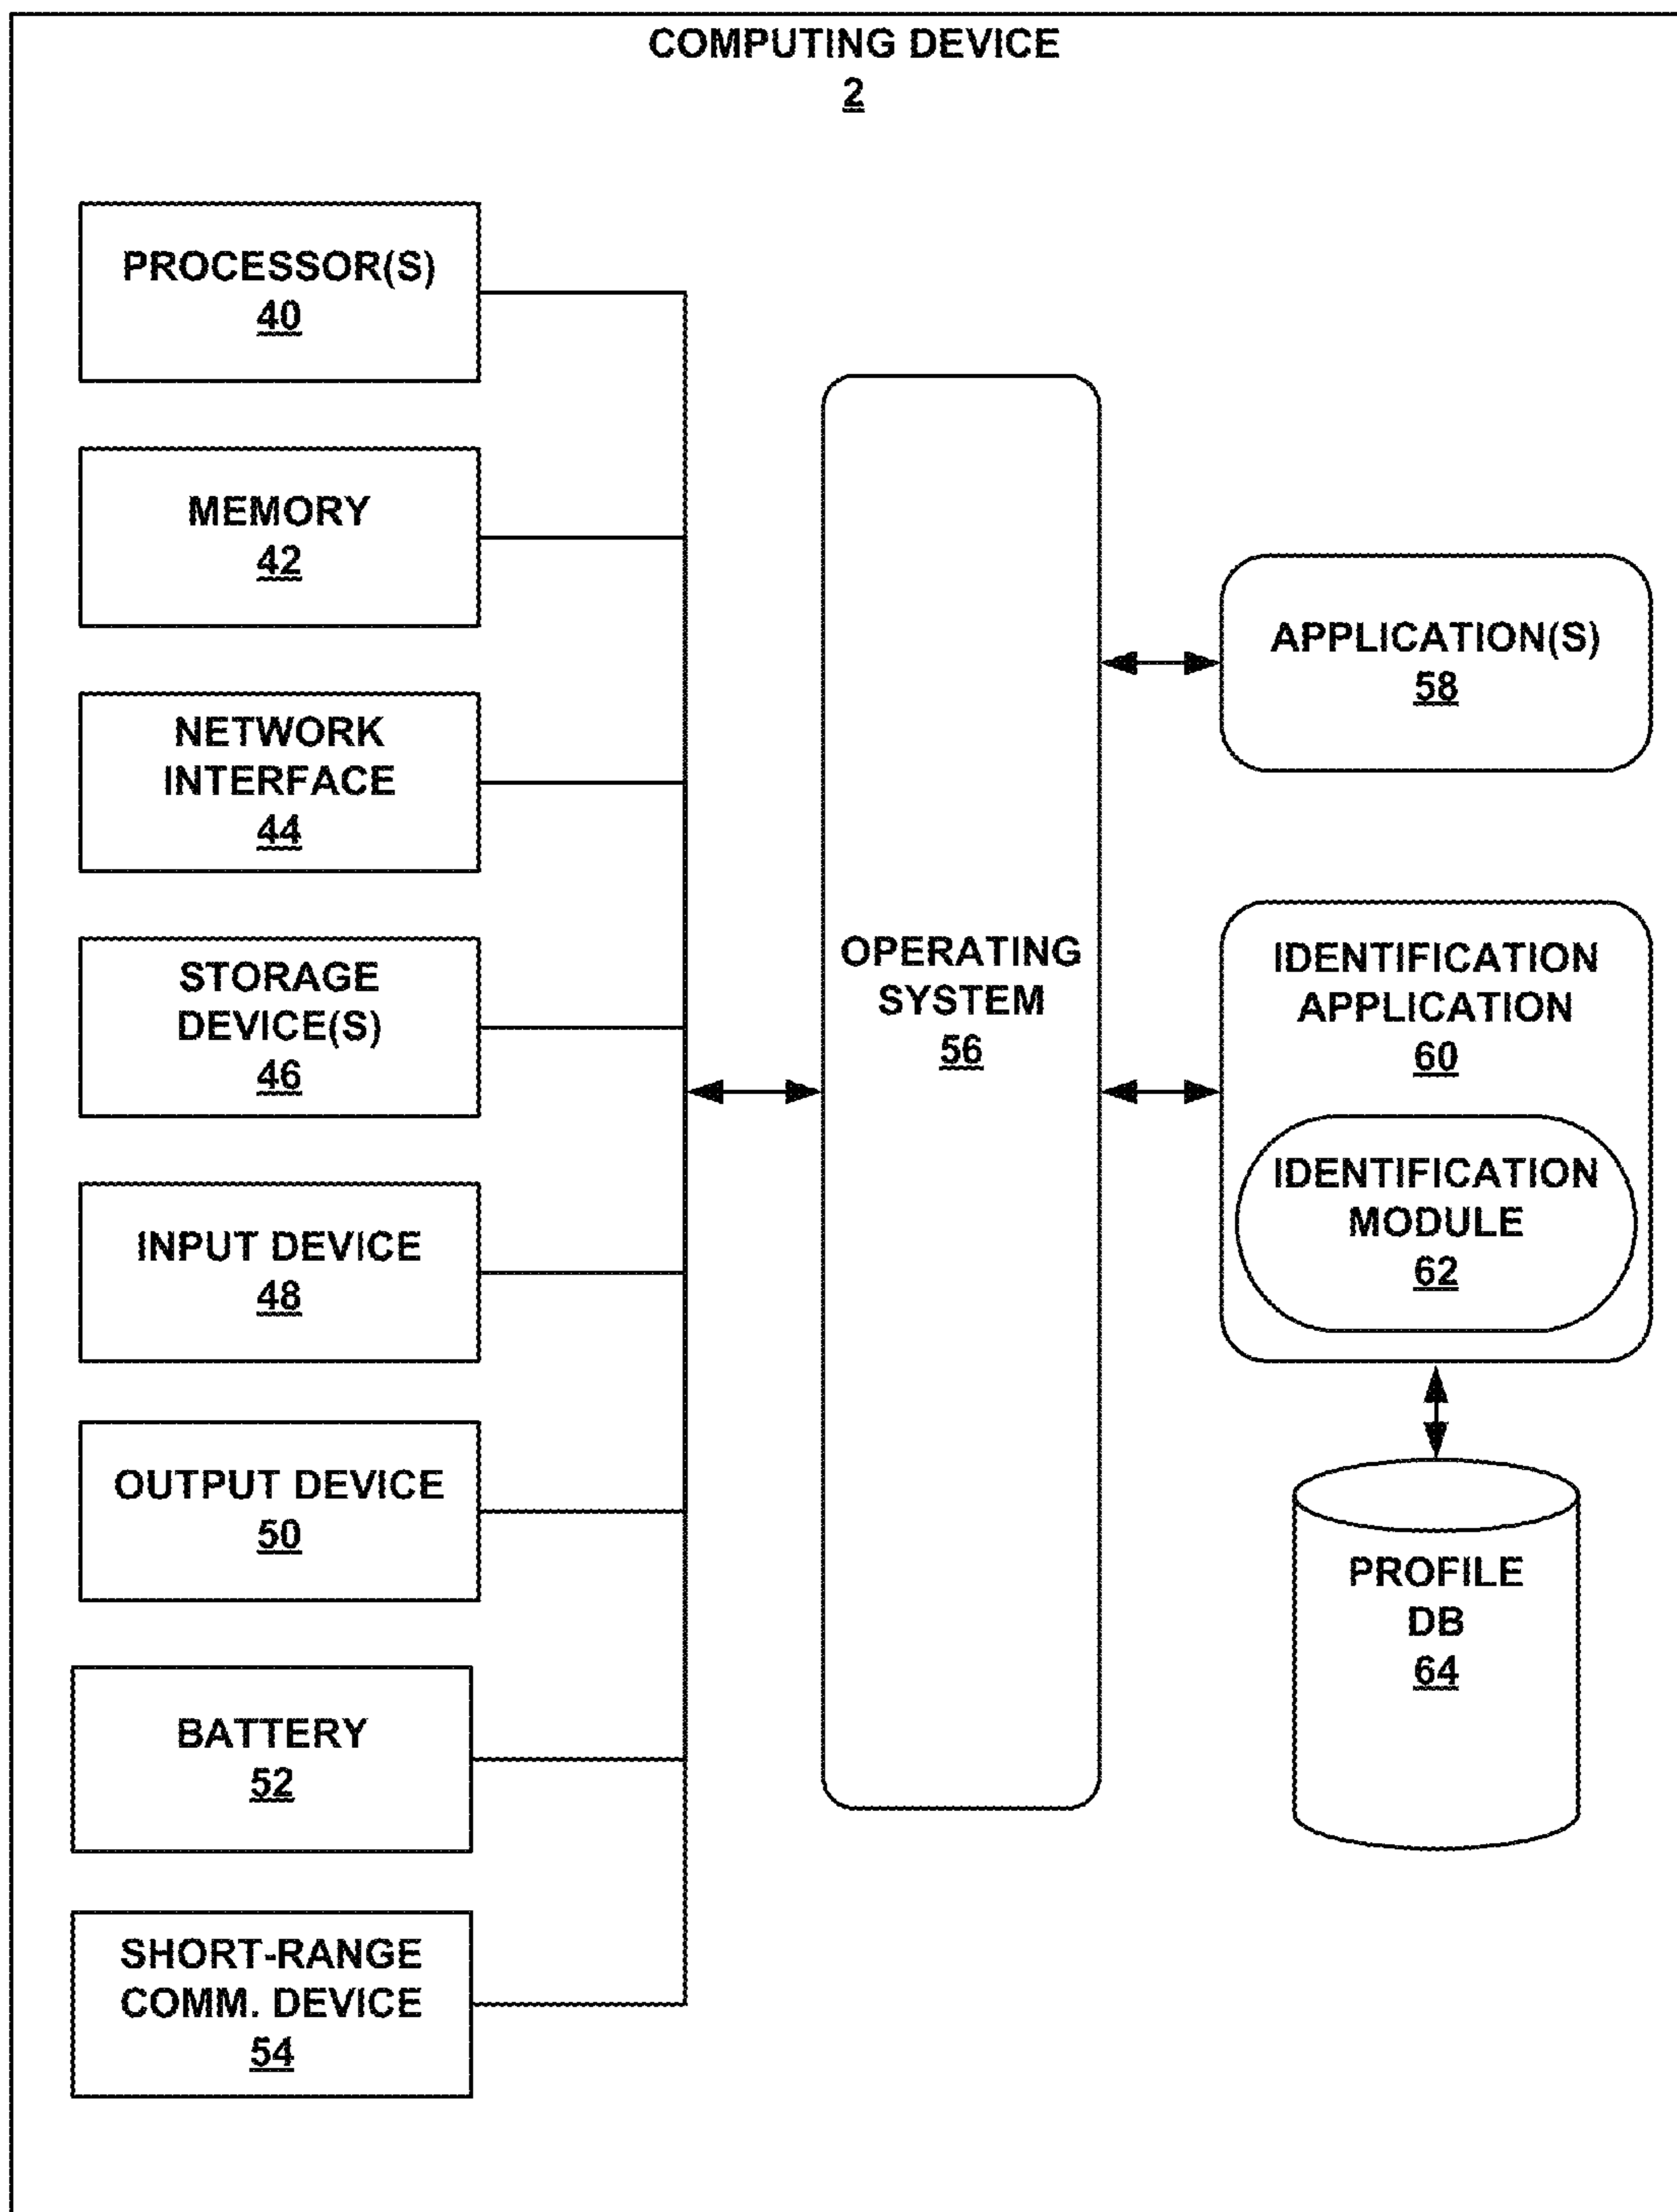 COMPUTING DEVICE
2
PROCESSOR(S)
40
MEMORY
42
NETWORK
INTERFACE
44
STORAGE
DEVICE(S)
46
INPUT DEVICE
48
OUTPUT DEVICE
50
BATTERY
52
SHORT-RANGE
COMM. DEVICE
54
OPERATING
SYSTEM
56
APPLICATION(S)
58
IDENTIFICATION
APPLICATION
60
IDENTIFICATION
MODULE
62
PROFILE
DB
64